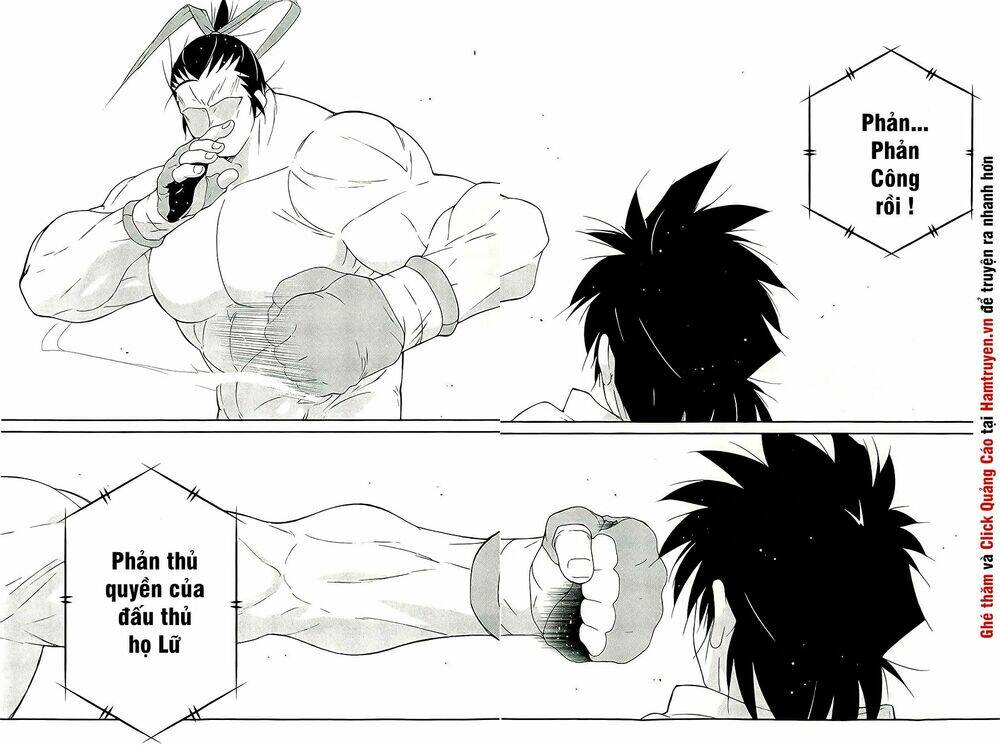 Phản...
Phản
Công
rồi !
Phản thủ
quyền của
đấu thủ
họ Lữ
Ghé thăm và Click Quảng Cáo tại Hamtruyen.vn để truyện ra nhanh hơn